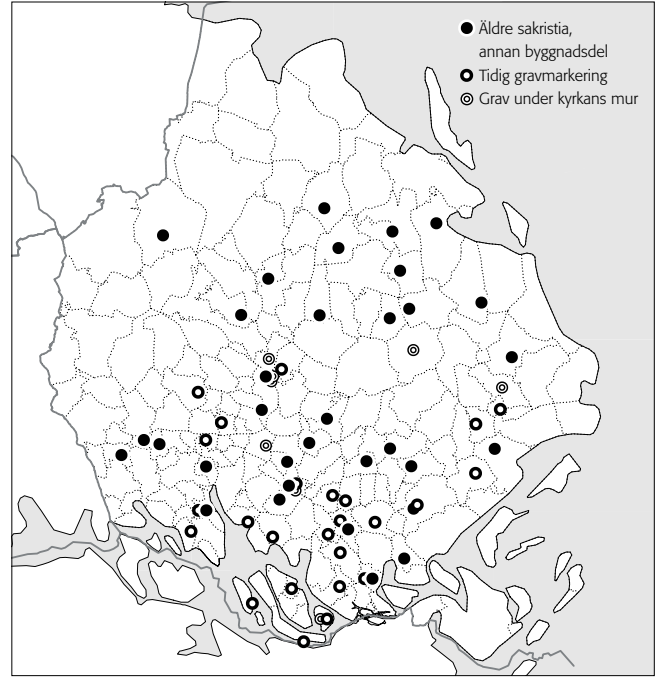 Äldre sakristia,
annan byggnadsdel
Tidig gravmarkering
Grav under kyrkans mur